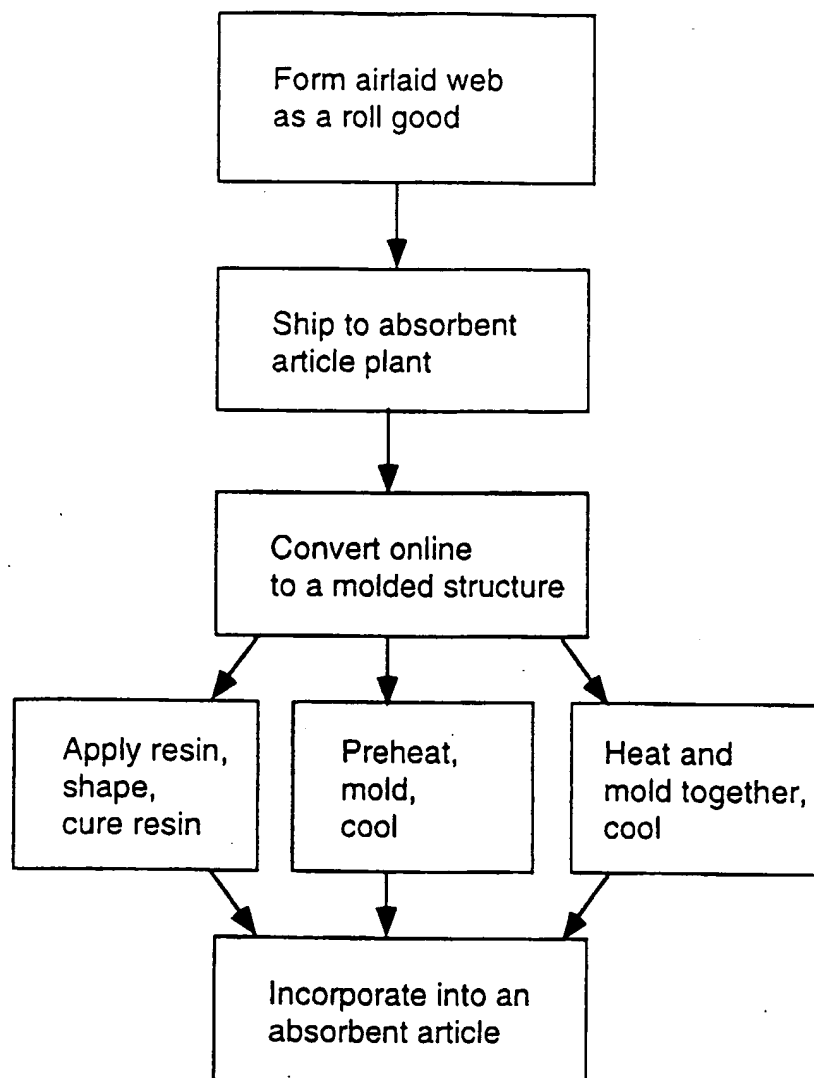 Form airlaid web
as a roll good
Ship to absorbent
article plant
Convert online
to a molded structure
Apply resin,
shape,
cure resin
Preheat,
mold,
cool
Heat and
mold together,
cool
Incorporate into an
absorbent article